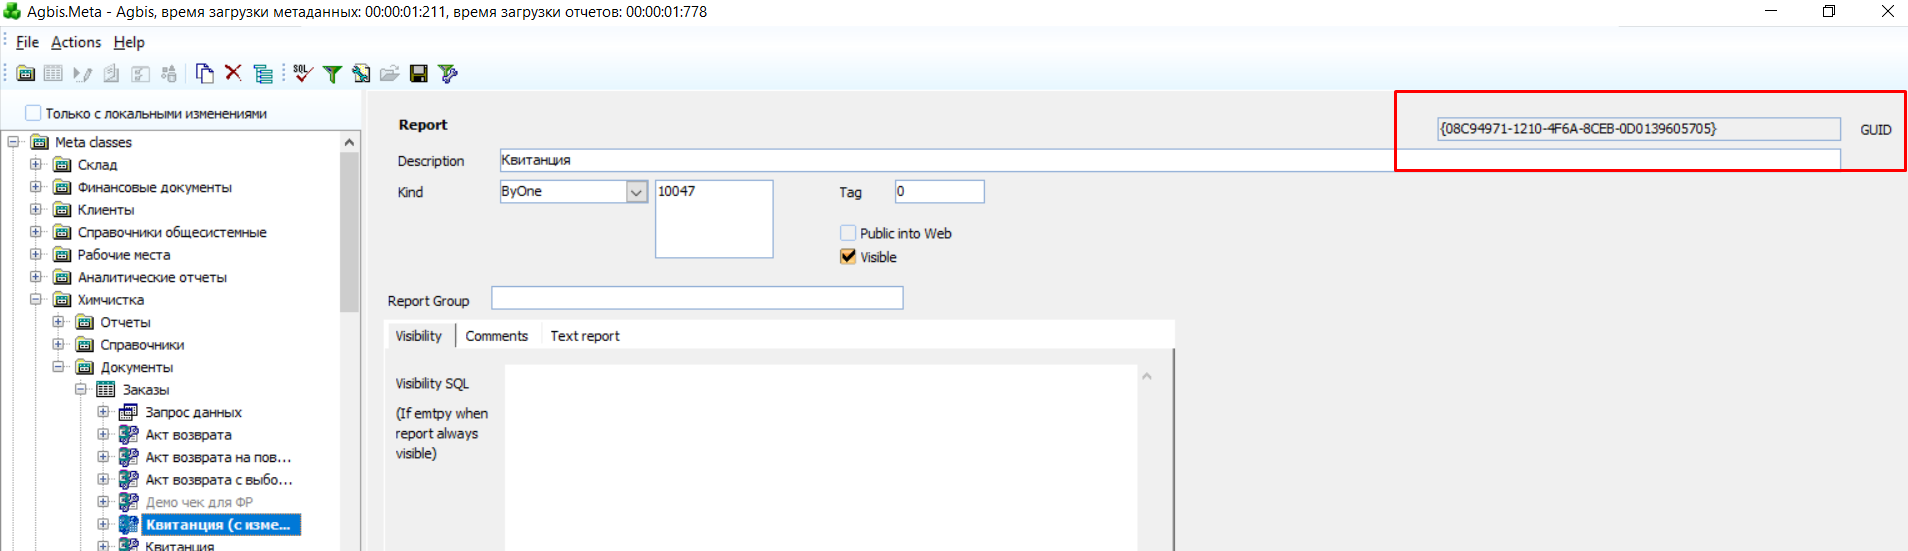 Agbis.Meta - Agbis, время загрузки метаданных: 00:00:01:211, время загрузки отчетов: 00:00:01:778
File Actions Help
SQL
Только с локальными изменениями
Meta classes
Склад
Финансовые документы
Клиенты
Справочники общесистемные
Рабочие места
Аналитические отчеты
Химчистка
Отчеты
Справочники
Документы
Заказы
Запрос данных
Акт возврата
Акт возврата на пов...
Акт возврата с выбо...
Демо чек для ФР
Квитанция (с изме...
Квитанция
Report
{08C94971-1210-4F6A-8CEB-0D0139605705} GUID
Description Квитанция
Kind ByOne 10047 Tag 0
Public into Web
Visible
Report Group
Visibility Comments Text report
Visibility SQL
(If emtpy when
report always
visible)